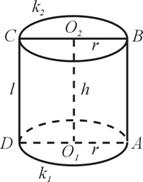 k₂
C O₂ r B
l h
D O₁ r A
k₁